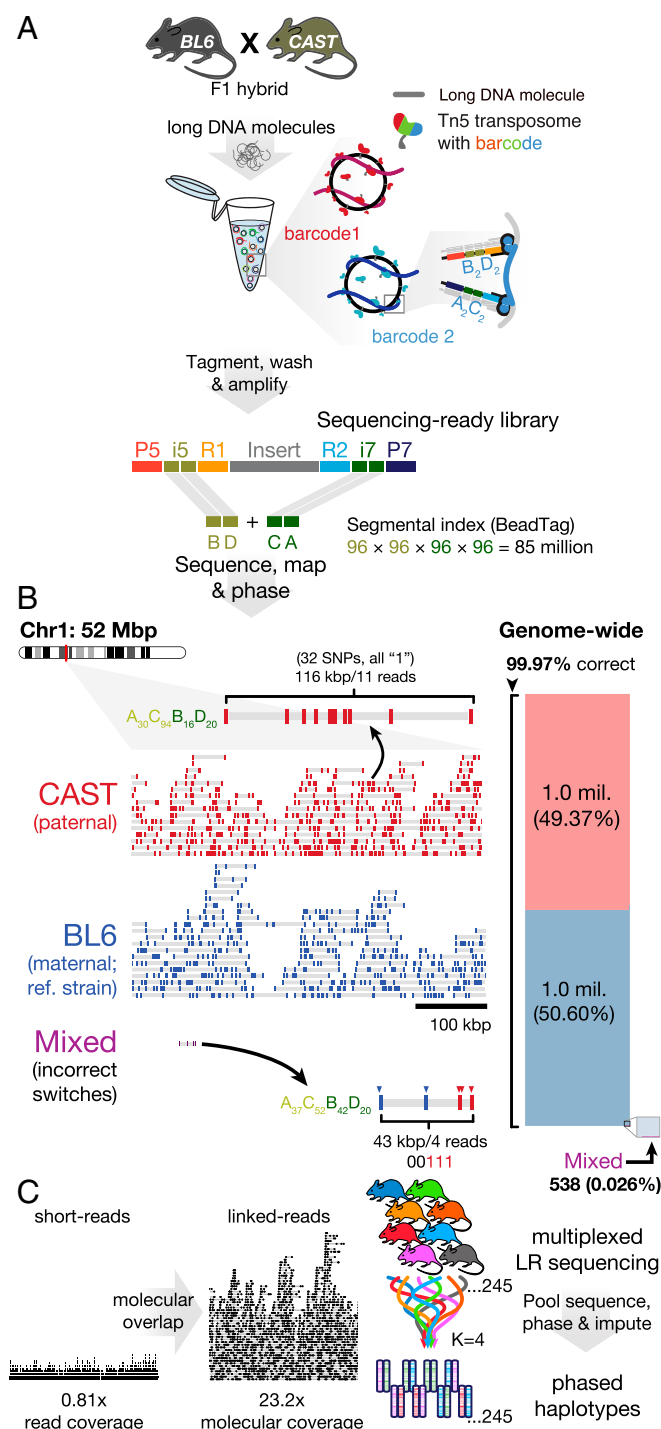 A
BL6 X CAST
F1 hybrid
Long DNA molecule
Tn5 transposome
with barcode
long DNA molecules
barcode1
B2D2
A2C2
barcode 2
Tagment, wash
& amplify
Sequencing-ready library
P5 i5 R1 Insert R2 i7 P7
+
B D C A
Segmental index (BeadTag)
96 × 96 × 96 × 96 = 85 million
Sequence, map
& phase
B
Chr1: 52 Mbp
(32 SNPs, all “1”)
116 kbp/11 reads
A30C94B16D20
CAST
(paternal)
BL6
(maternal;
ref. strain)
100 kbp
Mixed
(incorrect
switches)
A37C52B42D20
43 kbp/4 reads
00111
Genome-wide
99.97% correct
1.0 mil.
(49.37%)
1.0 mil.
(50.60%)
Mixed
538 (0.026%)
C
short-reads
linked-reads
molecular
overlap
0.81x
read coverage
23.2x
molecular coverage
...245
K=4
...245
multiplexed
LR sequencing
Pool sequence,
phase & impute
phased
haplotypes